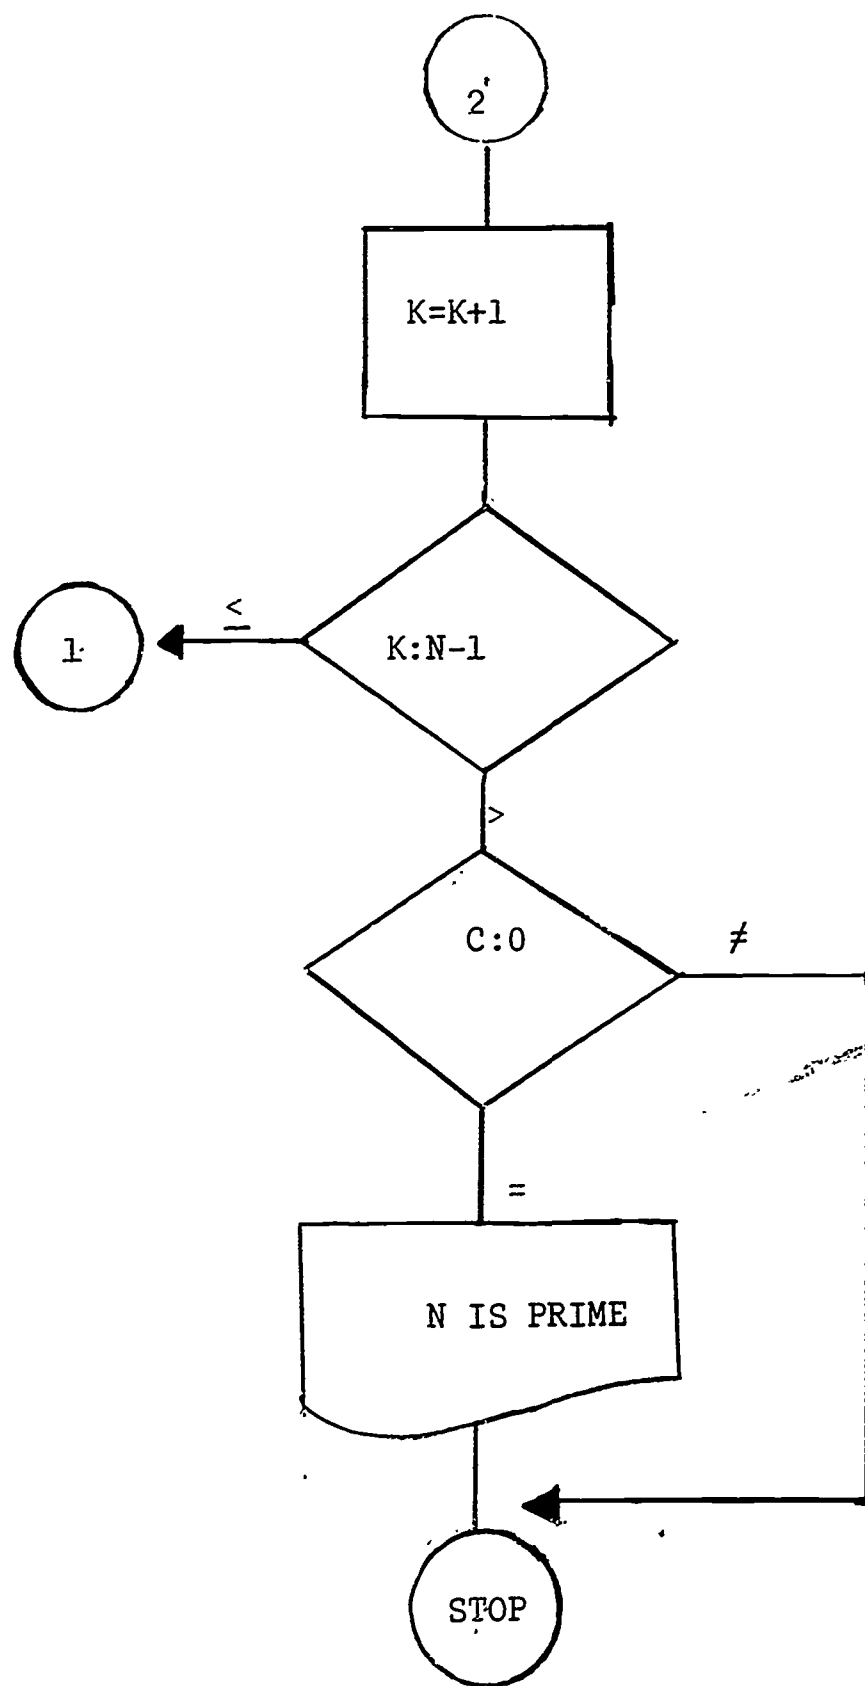 2
K=K+1
≤
1
K:N-1
>
C:0
≠
=
N IS PRIME
STOP